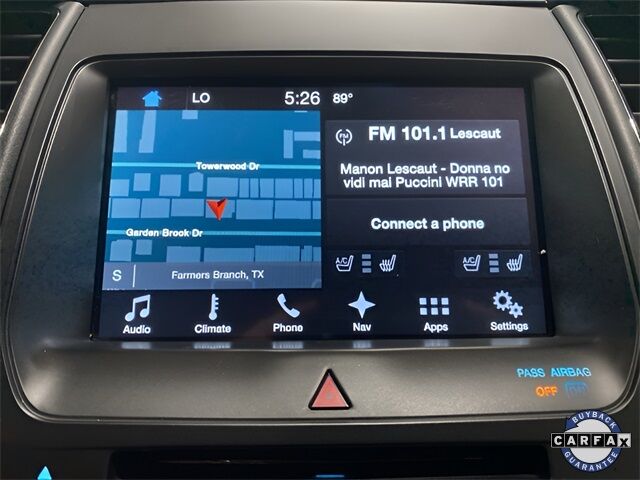 LO 5:26 89°
FM
FM 101.1 Lescaut
Manon Lescaut - Donna no
vidi mai Puccini WRR 101
Towerwood Dr
Garden Brook Dr
Connect a phone
S Farmers Branch, TX
A/C A/C
Audio Climate Phone Nav Apps Settings
PASS AIRBAG
OFF
BUYBACK
CARFAX
GUARANTEE